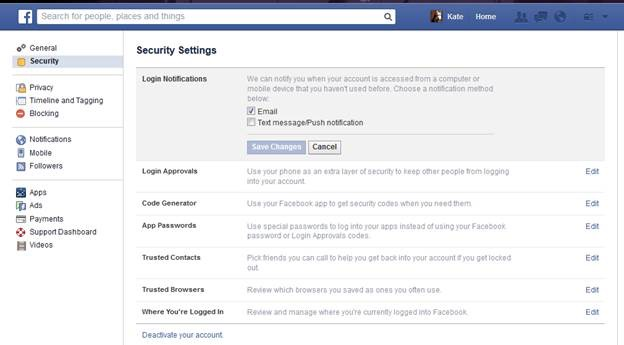 f
Search for people, places and things
Kate
Home
General
Security
Privacy
Timeline and Tagging
Blocking
Notifications
Mobile
Followers
Apps
Ads
Payments
Support Dashboard
Videos
Security Settings
Login Notifications
We can notify you when your account is accessed from a computer or
mobile device that you haven't used before. Choose a notification method
below:
Email
Text message/Push notification
Save Changes
Cancel
Login Approvals
Use your phone as an extra layer of security to keep other people from logging
into your account.
Edit
Code Generator
Use your Facebook app to get security codes when you need them.
Edit
App Passwords
Use special passwords to log into your apps instead of using your Facebook
password or Login Approvals codes.
Edit
Trusted Contacts
Pick friends you can call to help you get back into your account if you get locked
out.
Edit
Trusted Browsers
Review which browsers you saved as ones you often use.
Edit
Where You're Logged In
Review and manage where you're currently logged into Facebook.
Edit
Deactivate your account.